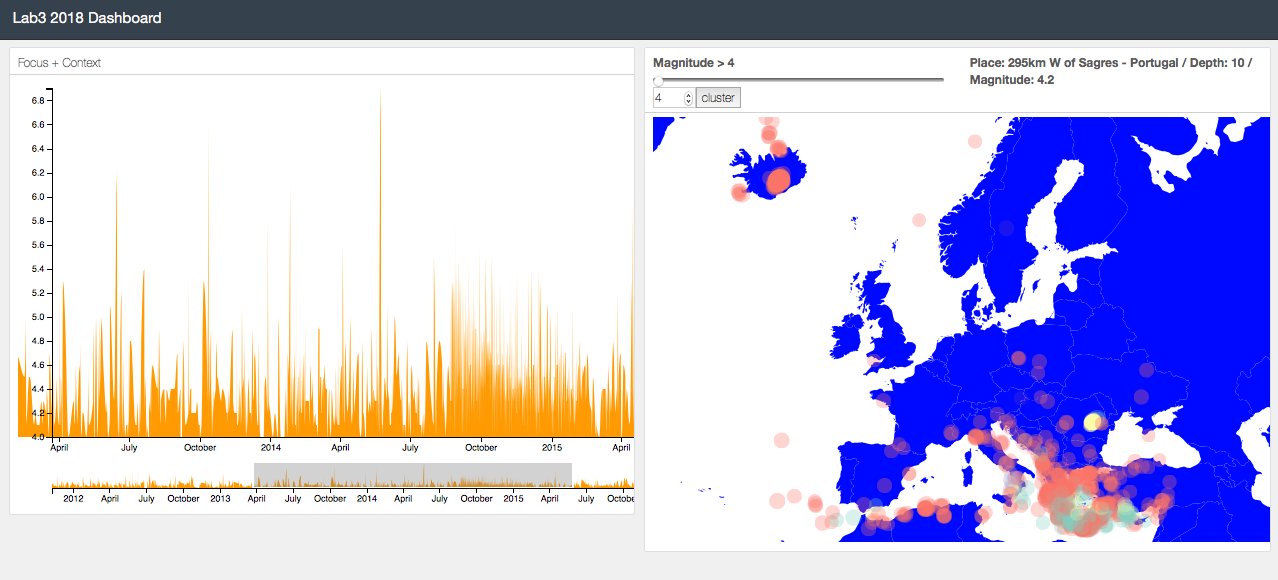 Lab3 2018 Dashboard
Focus + Context
6.8
6.6
6.4
6.2
6.0
5.8
5.6
5.4
5.2
5.0
4.8
4.6
4.4
4.2
4.0
April July October 2014 April July October 2015 April
2012 April July October 2013 April July October 2014 April July October 2015 April July Octobe
Magnitude > 4
4 cluster
Place: 295km W of Sagres - Portugal / Depth: 10 /
Magnitude: 4.2